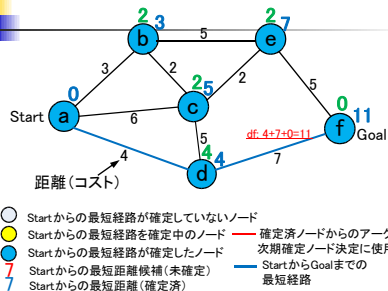 2 3 5 2 7
b e
3 2 5
0 2 5 2 0
Start a 6 c f 11
df: 4+7+0=11 Goal
5 7
4 4 4
d
距離(コスト)
Startからの最短経路が確定していないノード
Startからの最短経路を確定中のノード
確定済ノードからのアーク
Startからの最短経路が確定したノード
次期確定ノード決定に使用
7 Startからの最短距離候補(未確定)
StartからGoalまでの
7 Startからの最短距離(確定済)
最短経路